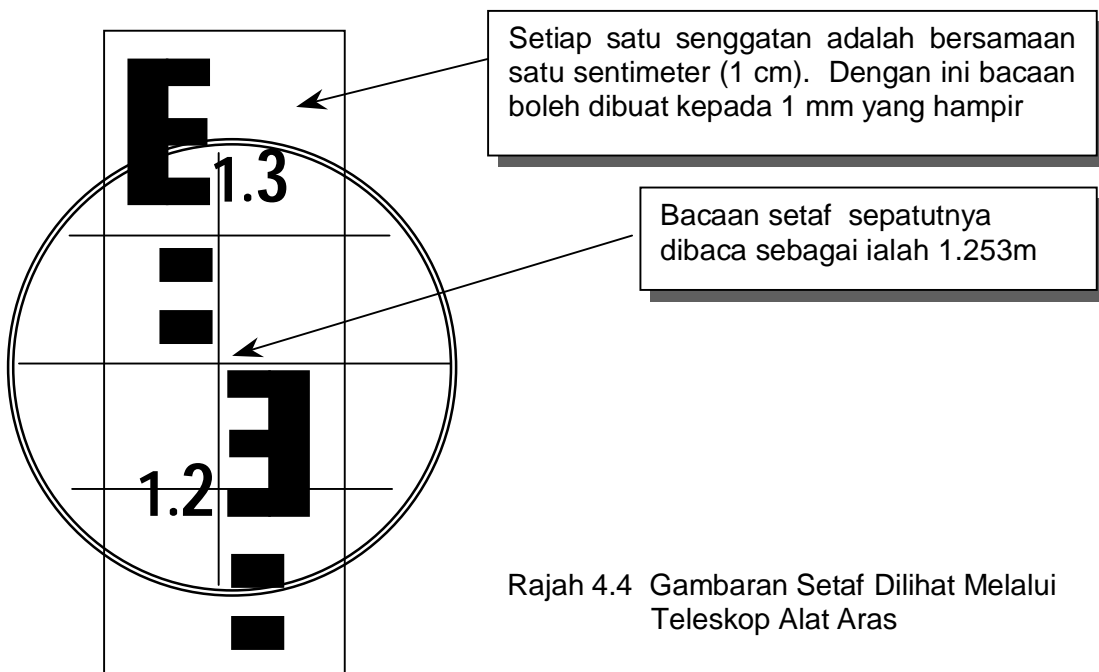 Setiap satu senggatan adalah bersamaan
satu sentimeter (1 cm). Dengan ini bacaan
boleh dibuat kepada 1 mm yang hampir
1.3
Bacaan setaf sepatutnya
dibaca sebagai ialah 1.253m
1.2
Rajah 4.4 Gambaran Setaf Dilihat Melalui
Teleskop Alat Aras